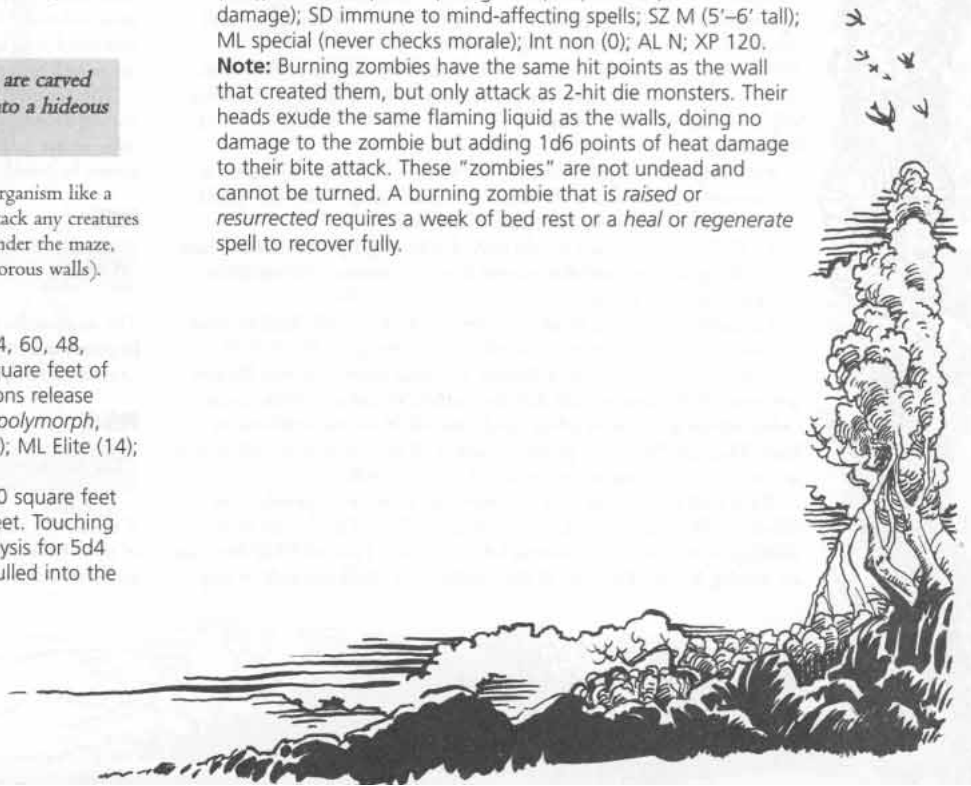 are carved
to a hideous
rganism like a
tack any creatures
nder the maze,
orous walls).
4, 60, 48,
uare feet of
ons release
polymorph,
); ML Elite (14);
0 square feet
eet. Touching
ysis for 5d4
ulled into the
damage); SD immune to mind-affecting spells; SZ M (5’–6’ tall);
ML special (never checks morale); Int non (0); AL N; XP 120.
Note: Burning zombies have the same hit points as the wall
that created them, but only attack as 2-hit die monsters. Their
heads exude the same flaming liquid as the walls, doing no
damage to the zombie but adding 1d6 points of heat damage
to their bite attack. These “zombies” are not undead and
cannot be turned. A burning zombie that is raised or
resurrected requires a week of bed rest or a heal or regenerate
spell to recover fully.